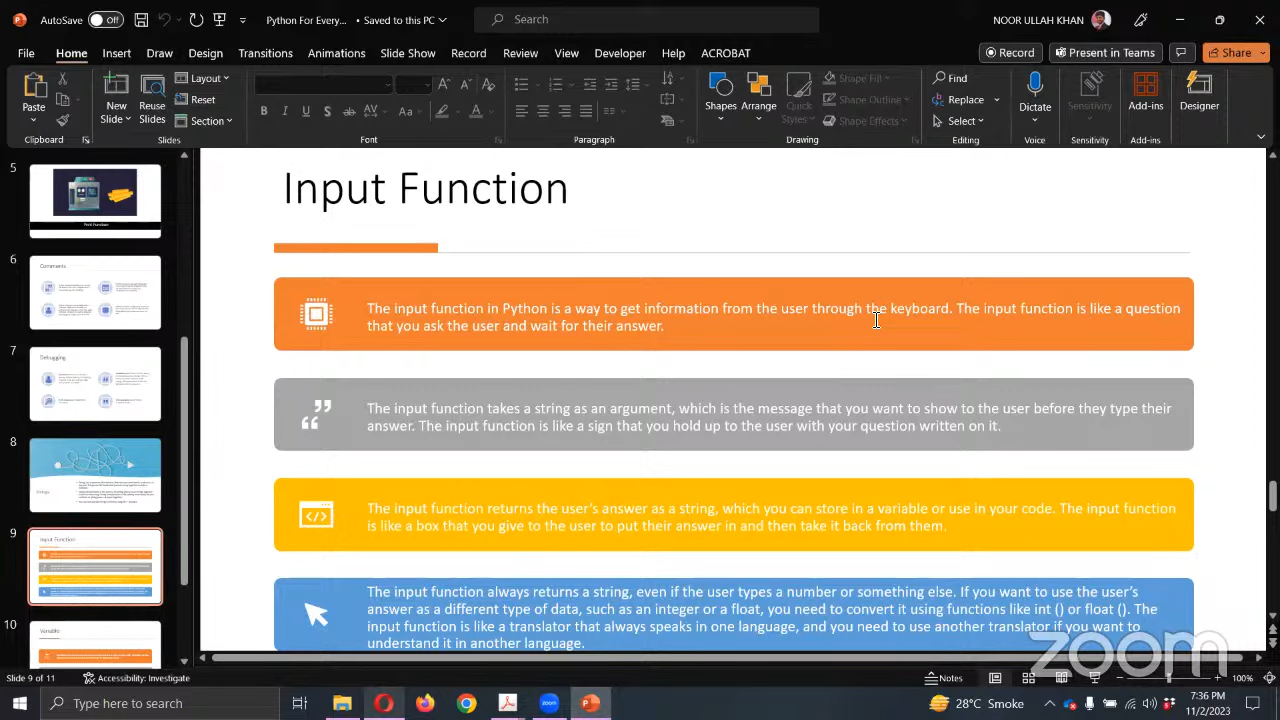 AutoSave Off Python For Every... • Saved to this PC Search NOOR ULLAH KHAN
File Home Insert Draw Design Transitions Animations Slide Show Record Review View Developer Help ACROBAT Record Present in Teams Share
Paste New Slide Reuse Slides Layout Reset Section Shapes Arrange Quick Styles Shape Fill Shape Outline Shape Effects Find Replace Select Dictate Sensitivity Add-ins Designer
Clipboard Slides Font Paragraph Drawing Editing Voice Sensitivity Add-ins
5
Print Function
6
Comments
7
Debugging
8
Strings
9
Input Function
10
Variable
Input Function
The input function in Python is a way to get information from the user through the keyboard. The input function is like a question
that you ask the user and wait for their answer.
The input function takes a string as an argument, which is the message that you want to show to the user before they type their
answer. The input function is like a sign that you hold up to the user with your question written on it.
The input function returns the user's answer as a string, which you can store in a variable or use in your code. The input function
is like a box that you give to the user to put their answer in and then take it back from them.
The input function always returns a string, even if the user types a number or something else. If you want to use the user's
answer as a different type of data, such as an integer or a float, you need to convert it using functions like int () or float (). The
input function is like a translator that always speaks in one language, and you need to use another translator if you want to
understand it in another language.
zoom
Slide 9 of 11 Accessibility: Investigate Notes 100%
Type here to search zoom 28°C Smoke 7:36 PM
11/2/2023